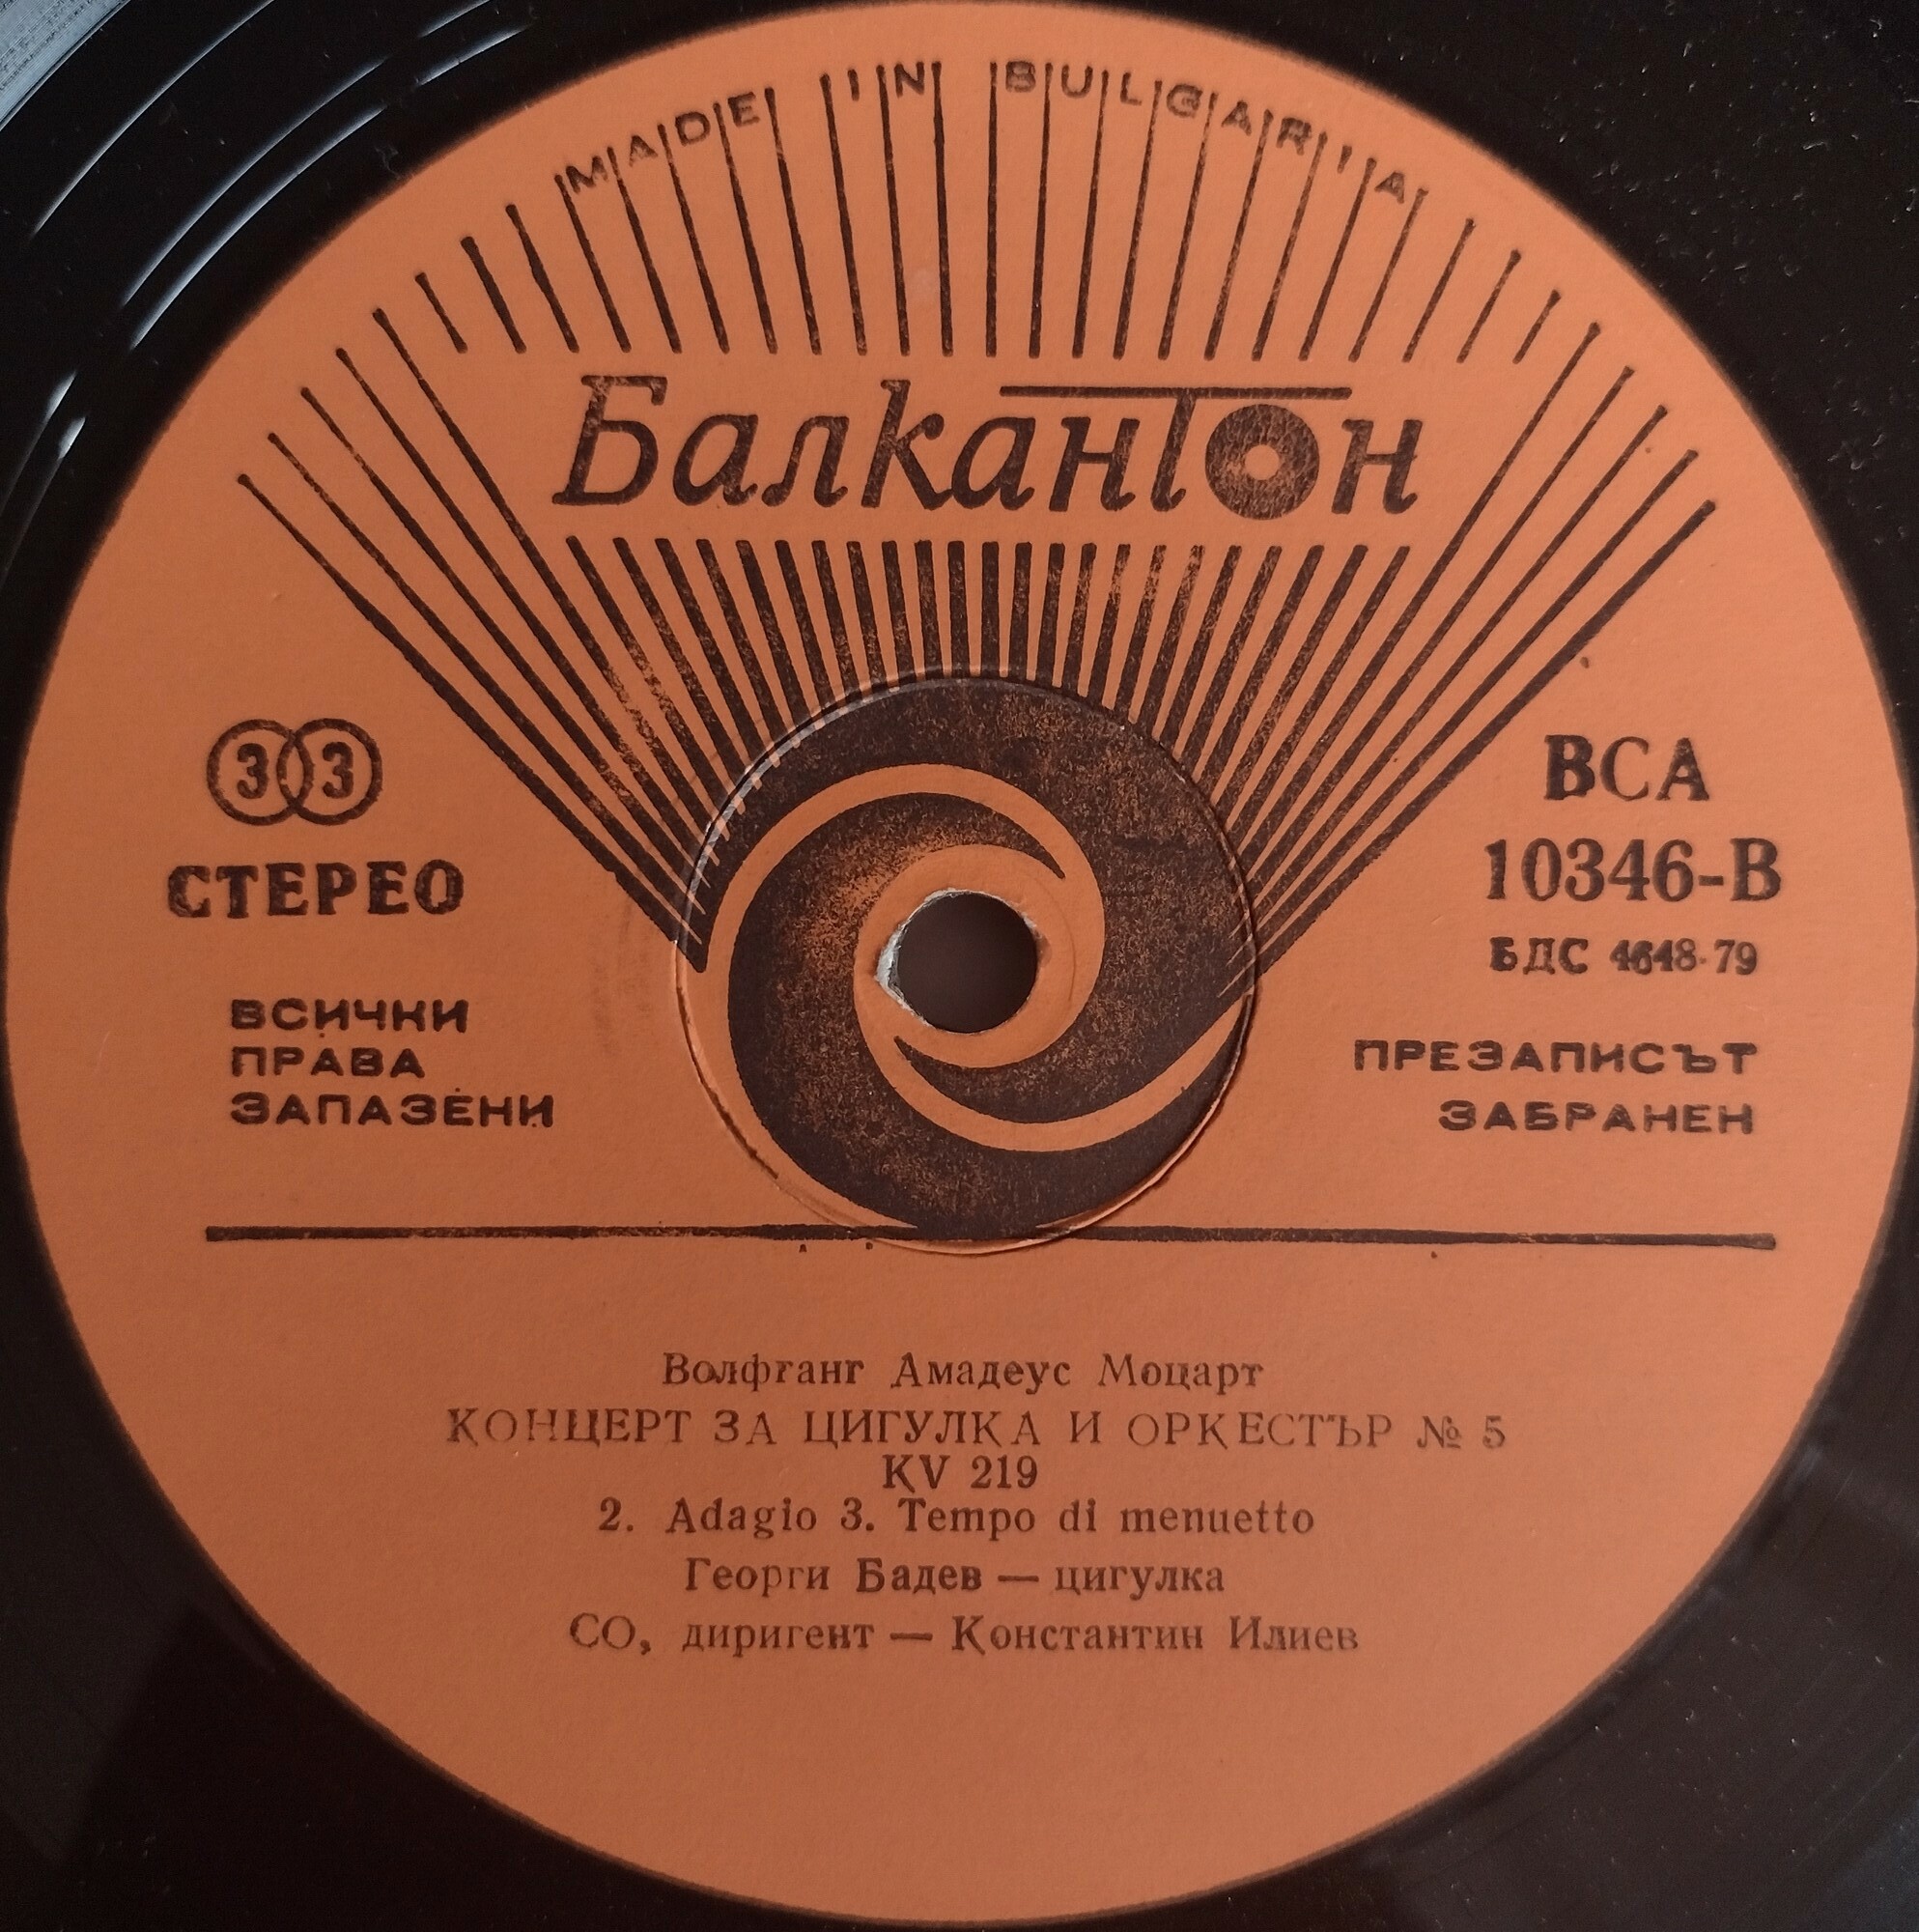 MADE IN BULGARIA
Балкантон
33
СТЕРЕО
ВСИЧКИ
ПРАВА
ЗАПАЗЕНИ
ВСА
10346-В
БДС 4648-79
ПРЕЗАПИСЪТ
ЗАБРАНЕН
Волфганг Амадеус Моцарт
КОНЦЕРТ ЗА ЦИГУЛКА И ОРКЕСТЪР № 5
KV 219
2. Adagio 3. Tempo di menuetto
Георги Бадев — цигулка
СО, диригент — Константин Илиев